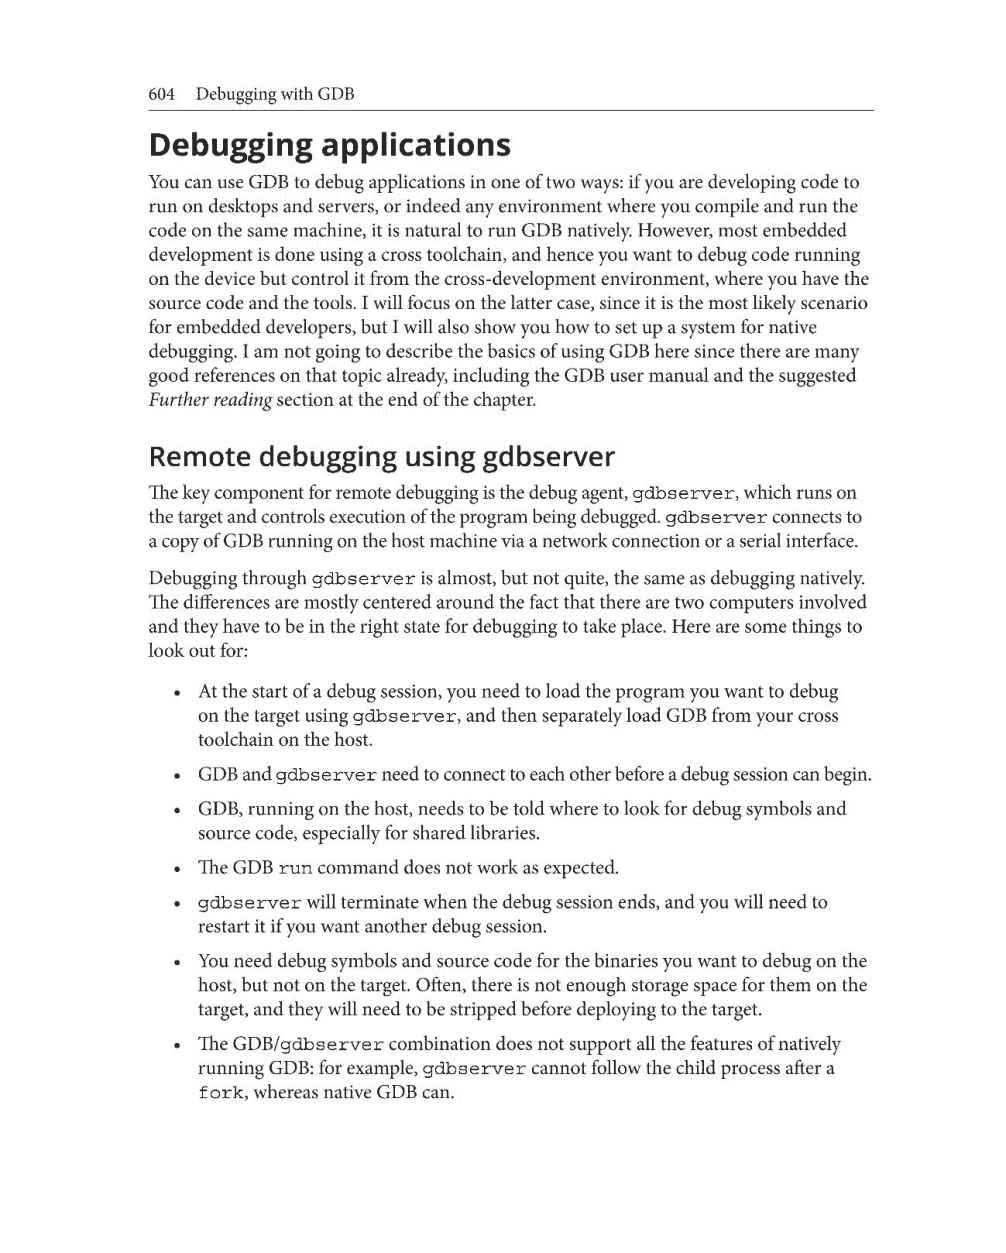 604 Debugging with GDB
Debugging applications
You can use GDB to debug applications in one of two ways: if you are developing code to
run on desktops and servers, or indeed any environment where you compile and run the
code on the same machine, it is natural to run GDB natively. However, most embedded
development is done using a cross toolchain, and hence you want to debug code running
on the device but control it from the cross-development environment, where you have the
source code and the tools. I will focus on the latter case, since it is the most likely scenario
for embedded developers, but I will also show you how to set up a system for native
debugging. I am not going to describe the basics of using GDB here since there are many
good references on that topic already, including the GDB user manual and the suggested
Further reading section at the end of the chapter.
Remote debugging using gdbserver
The key component for remote debugging is the debug agent, gdbserver, which runs on
the target and controls execution of the program being debugged. gdbserver connects to
a copy of GDB running on the host machine via a network connection or a serial interface.
Debugging through gdbserver is almost, but not quite, the same as debugging natively.
The differences are mostly centered around the fact that there are two computers involved
and they have to be in the right state for debugging to take place. Here are some things to
look out for:
• At the start of a debug session, you need to load the program you want to debug
on the target using gdbserver, and then separately load GDB from your cross
toolchain on the host.
• GDB and gdbserver need to connect to each other before a debug session can begin.
• GDB, running on the host, needs to be told where to look for debug symbols and
source code, especially for shared libraries.
• The GDB run command does not work as expected.
• gdbserver will terminate when the debug session ends, and you will need to
restart it if you want another debug session.
• You need debug symbols and source code for the binaries you want to debug on the
host, but not on the target. Often, there is not enough storage space for them on the
target, and they will need to be stripped before deploying to the target.
• The GDB/gdbserver combination does not support all the features of natively
running GDB: for example, gdbserver cannot follow the child process after a
fork, whereas native GDB can.